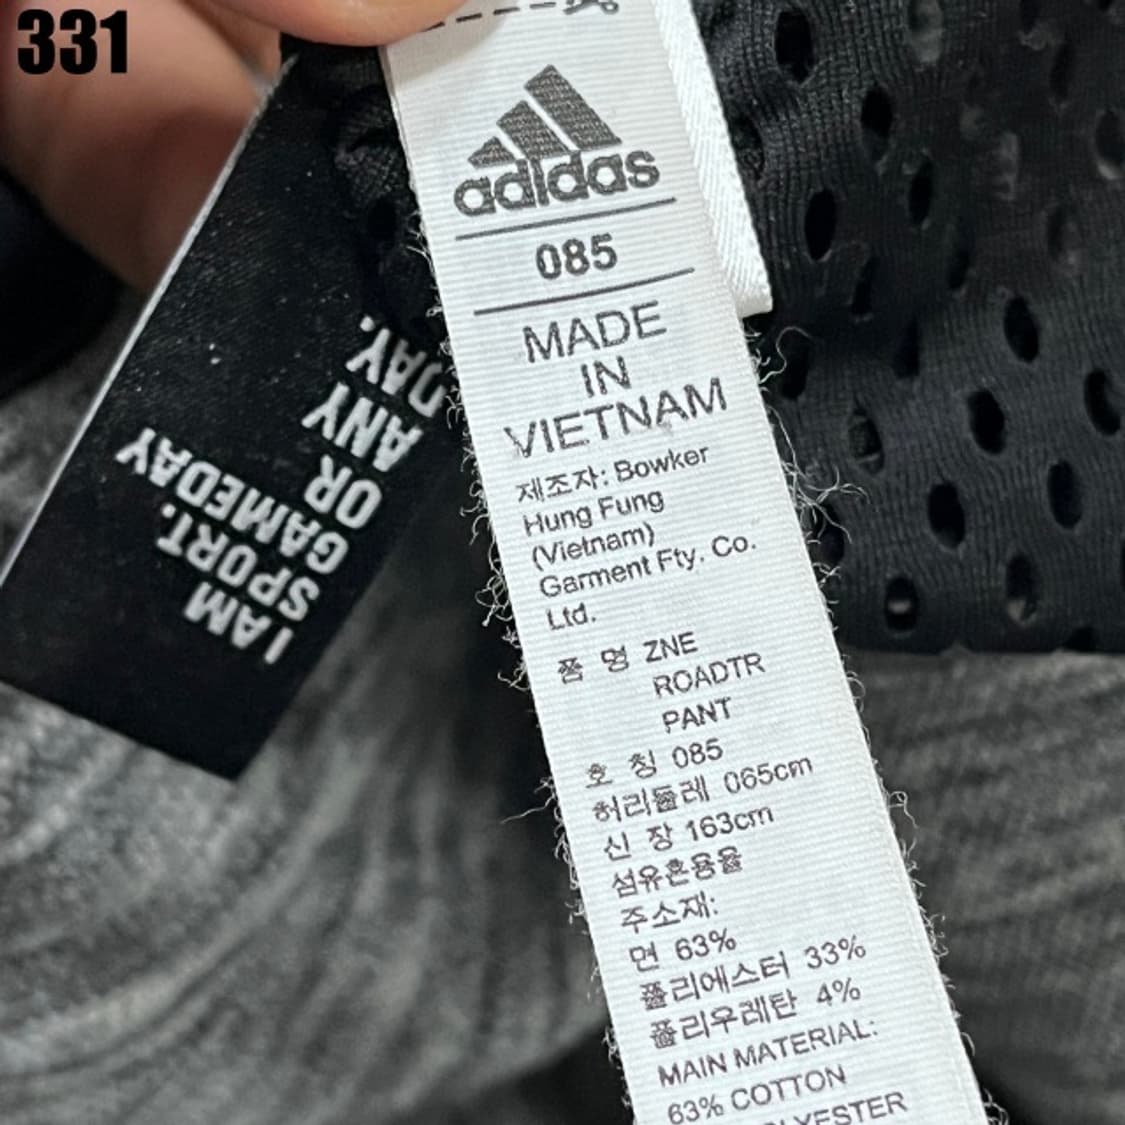 331
adidas
085
MADE
IN
VIETNAM
제조자: Bowker
Hung Fung
(Vietnam)
Garment Fty. Co.
Ltd.
품 명 ZNE
ROADTR
PANT
호 칭 085
허리둘레 065cm
신 장 163cm
섬유혼용율
주소재:
면 63%
폴리에스터 33%
폴리우레탄 4%
MAIN MATERIAL:
63% COTTON
I AM
SPORT.
GAMEDAY
OR
ANY
DAY.